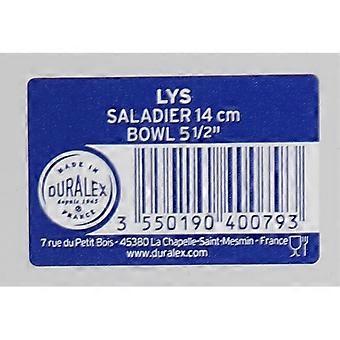 LYS
SALADIER 14 cm
BOWL 5 1/2"
MADE IN
DURALEX
depuis 1945
FRANCE
3 550190 400793
7 rue du Petit Bois - 45380 La Chapelle-Saint-Mesmin - France
www.duralex.com